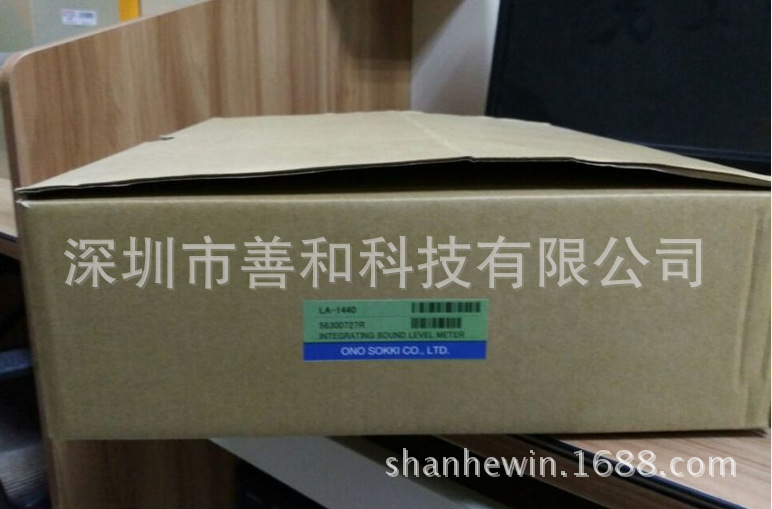 深圳市善和科技有限公司
LA-1440
56300727R
INTEGRATING SOUND LEVEL METER
ONO SOKKI CO., LTD.
shanhewin.1688.com